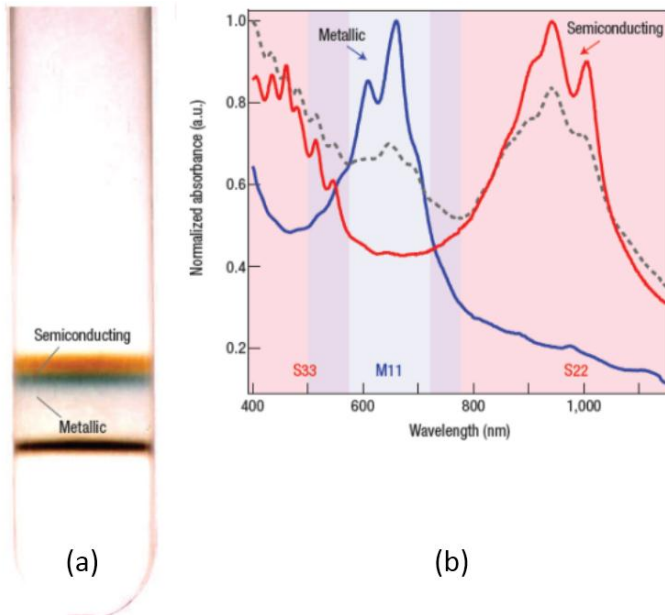 Semiconducting
Metallic
(a)
(b)
Normalized absorbance (a.u.)
1.0
0.8
0.6
0.4
0.2
Metallic
Semiconducting
S33
M11
S22
400
600
800
1,000
Wavelength (nm)